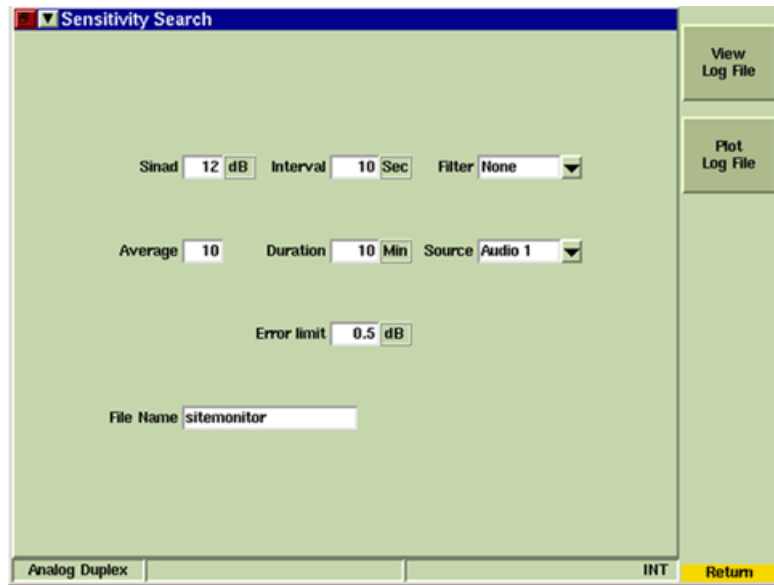 Sensitivity Search
View
Log File
Plot
Log File
Sinad 12 dB Interval 10 Sec Filter None
Average 10 Duration 10 Min Source Audio 1
Error limit 0.5 dB
File Name sitemonitor
Analog Duplex INT Return